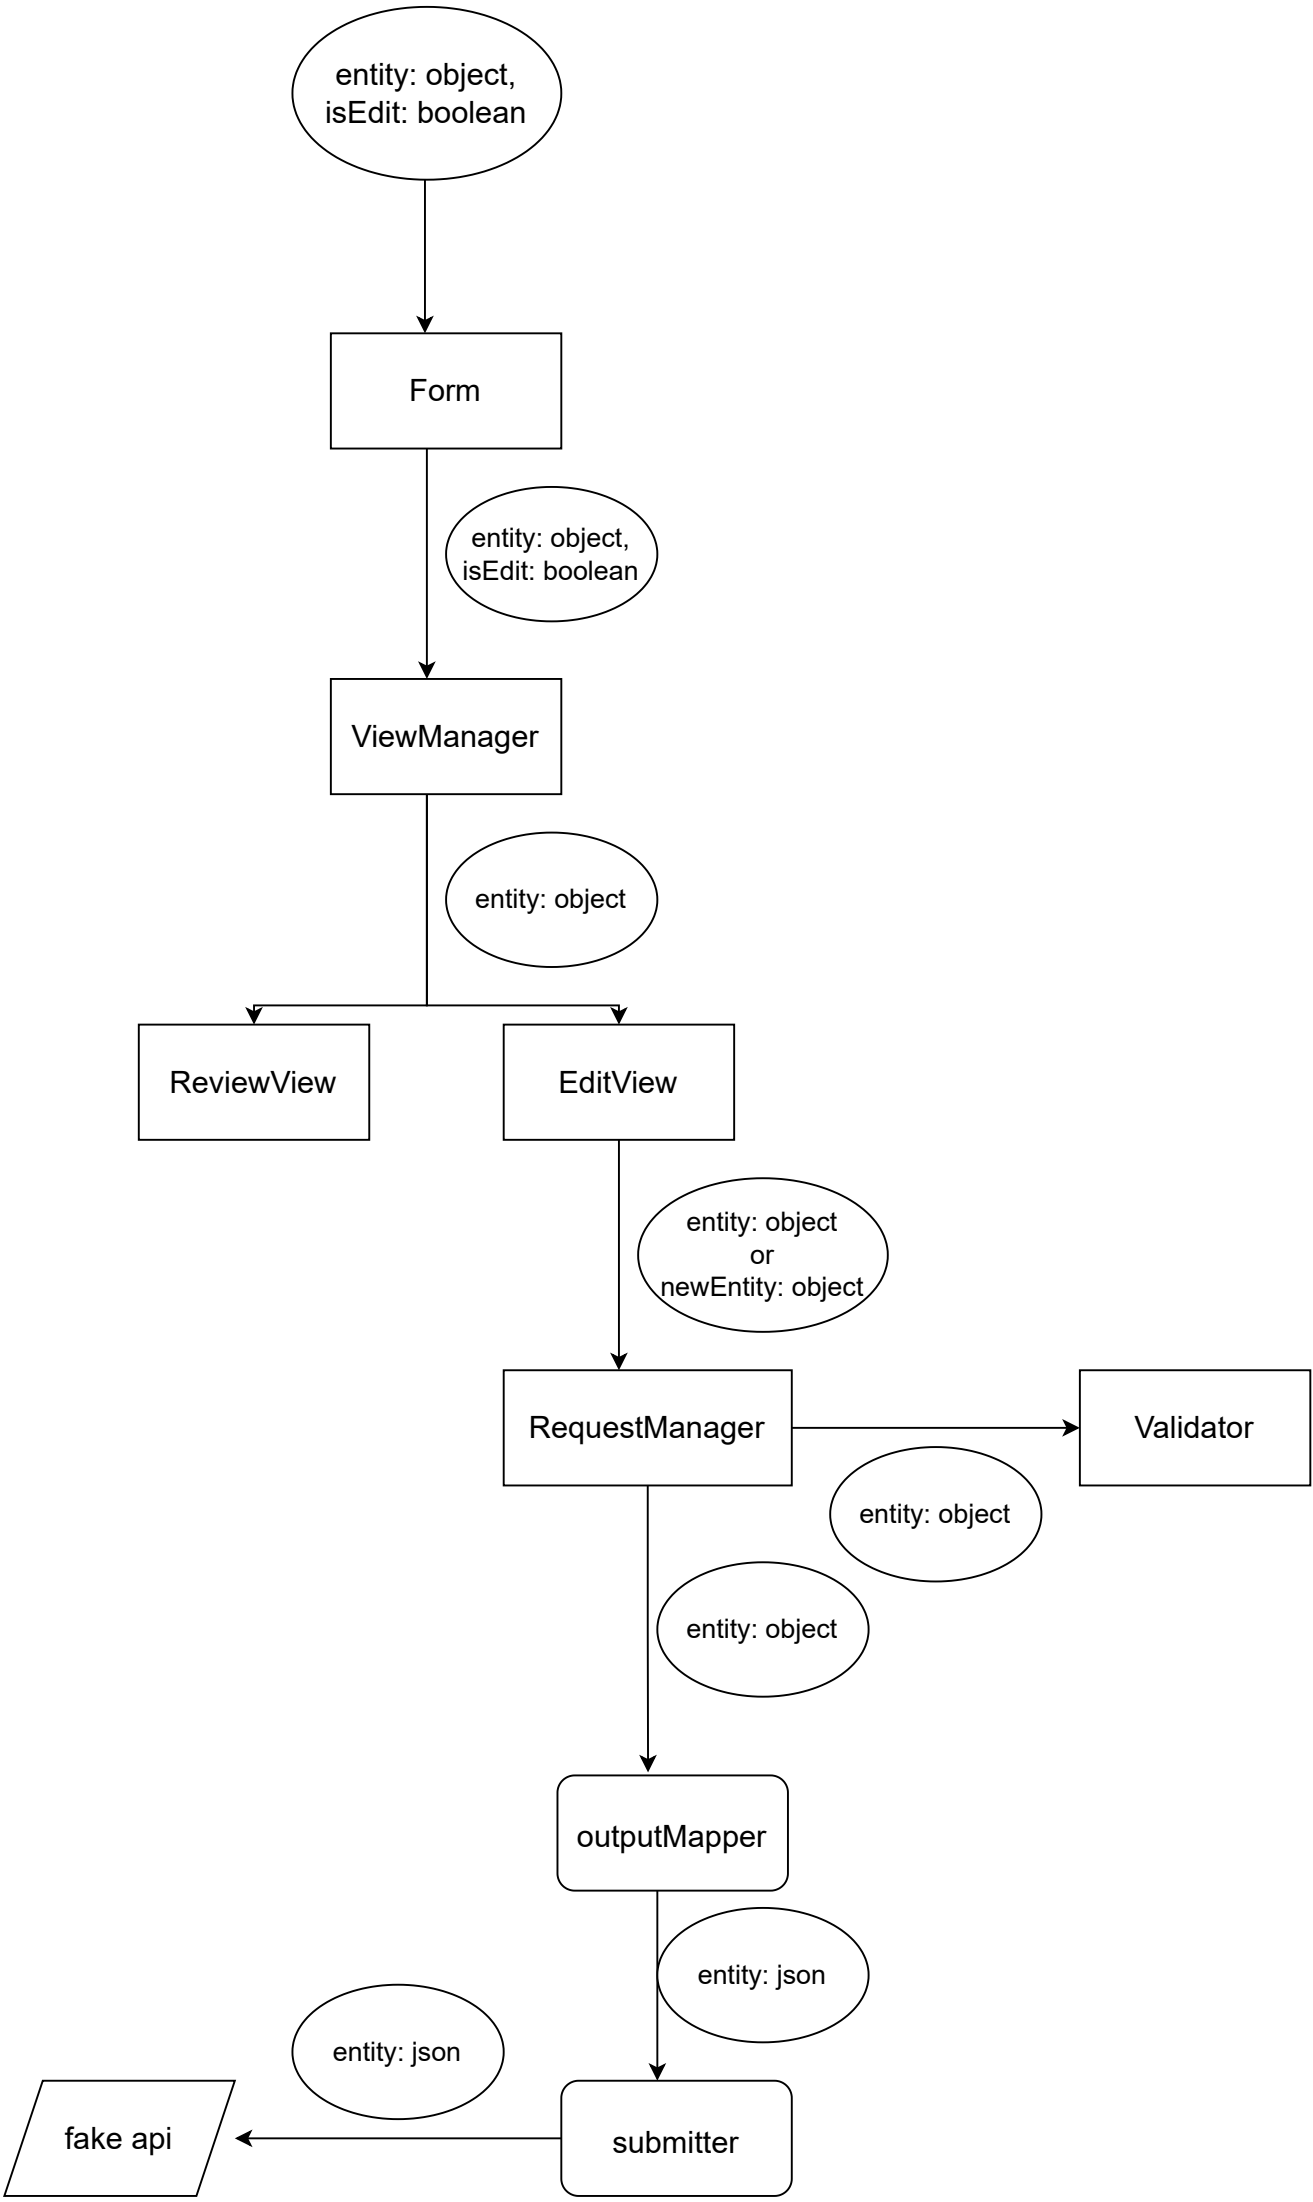 entity: object,
isEdit: boolean
Form
entity: object,
isEdit: boolean
ViewManager
entity: object
ReviewView
EditView
entity: object
or
newEntity: object
RequestManager
Validator
entity: object
entity: object
outputMapper
entity: json
entity: json
fake api
submitter